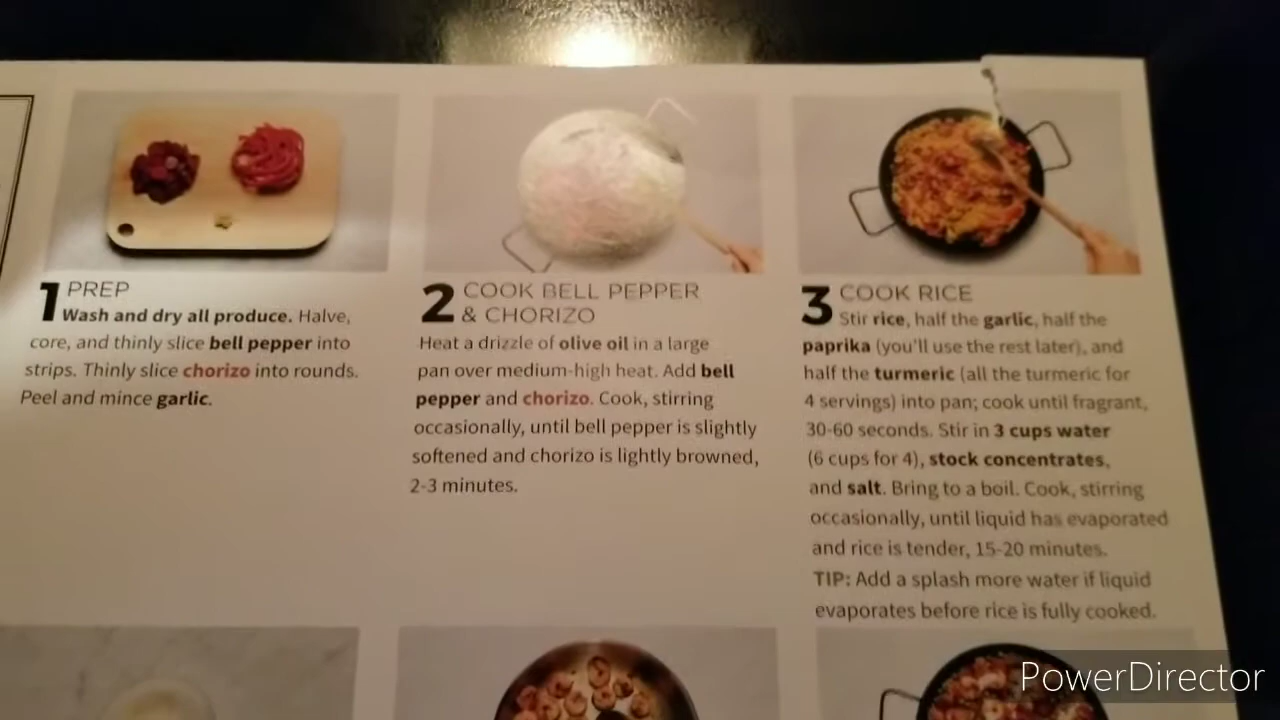 1 PREP
Wash and dry all produce. Halve,
core, and thinly slice bell pepper into
strips. Thinly slice chorizo into rounds.
Peel and mince garlic.
2 COOK BELL PEPPER
& CHORIZO
Heat a drizzle of olive oil in a large
pan over medium-high heat. Add bell
pepper and chorizo. Cook, stirring
occasionally, until bell pepper is slightly
softened and chorizo is lightly browned,
2-3 minutes.
3 COOK RICE
Stir rice, half the garlic, half the
paprika (you'll use the rest later), and
half the turmeric (all the turmeric for
4 servings) into pan; cook until fragrant,
30-60 seconds. Stir in 3 cups water
(6 cups for 4), stock concentrates,
and salt. Bring to a boil. Cook, stirring
occasionally, until liquid has evaporated
and rice is tender, 15-20 minutes.
TIP: Add a splash more water if liquid
evaporates before rice is fully cooked.
PowerDirector